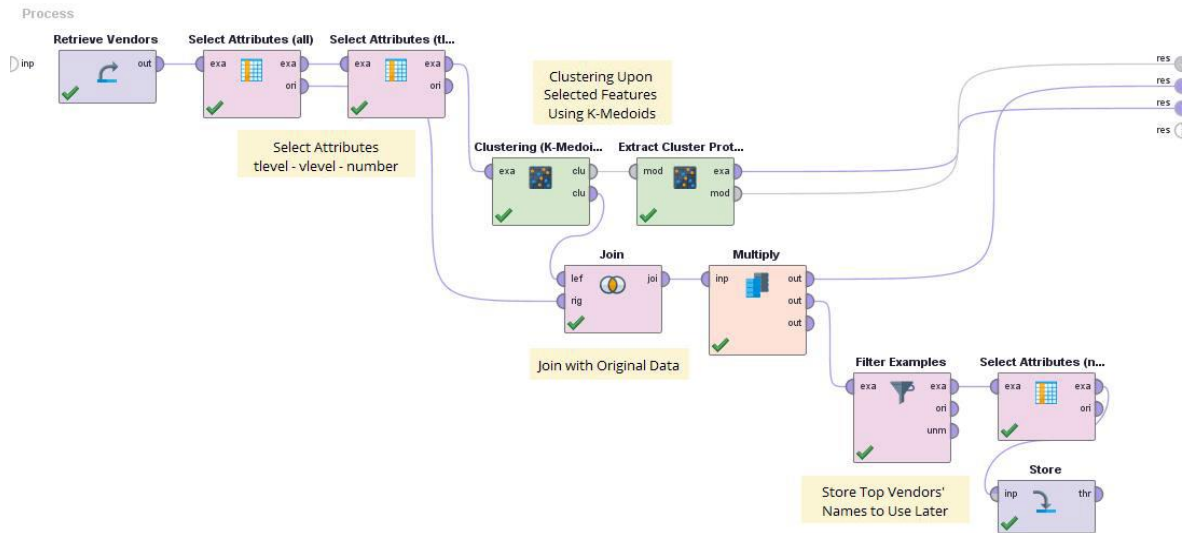 Process
inp
Retrieve Vendors
out
Select Attributes (all)
exa exa
ori
Select Attributes (tl...
exa exa
ori
res
res
res
res
Select Attributes
tlevel - vlevel - number
Clustering Upon
Selected Features
Using K-Medoids
Clustering (K-Medoi...
exa clu
clu
Extract Cluster Prot...
mod exa
mod
Join
lef joi
rig
Multiply
inp out
out
out
Join with Original Data
Filter Examples
exa exa
ori
unm
Select Attributes (n...
exa exa
ori
Store Top Vendors'
Names to Use Later
Store
inp thr